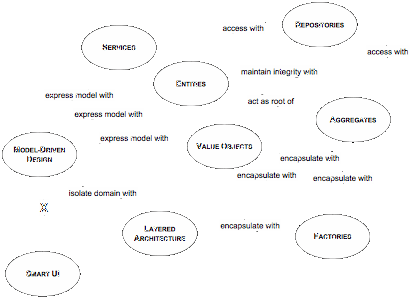 REPOSITORIES
access with
SERVICES
access with
ENTITIES
maintain integrity with
express model with
act as root of
express model with
AGGREGATES
express model with
VALUE OBJECTS
MODEL-DRIVEN
DESIGN
encapsulate with
encapsulate with
encapsulate with
isolate domain with
X
LAYERED
ARCHITECTURE
encapsulate with
FACTORIES
SMART UI